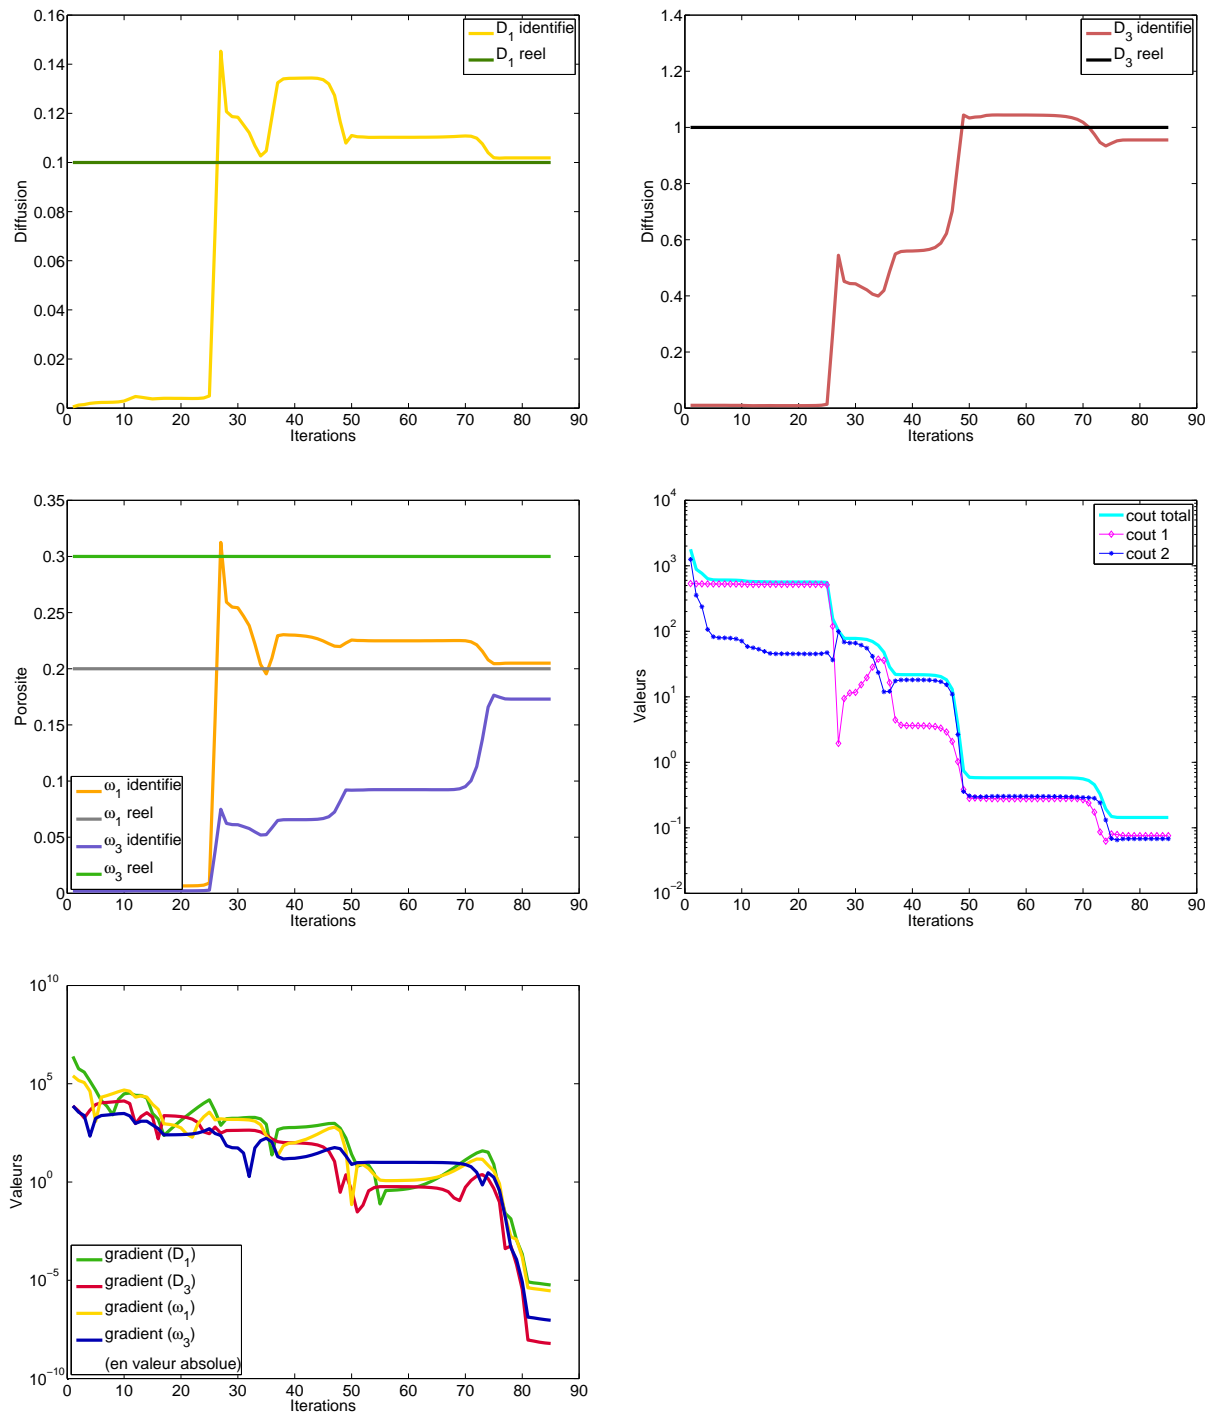 0.16
0.14
0.12
0.1
0.08
0.06
0.04
0.02
0
Diffusion
D1 identifie
D1 reel
0 10 20 30 40 50 60 70 80 90
Iterations
1.4
1.2
1
0.8
0.6
0.4
0.2
0
Diffusion
D3 identifie
D3 reel
0 10 20 30 40 50 60 70 80 90
Iterations
0.35
0.3
0.25
0.2
0.15
0.1
0.05
0
Porosite
ω1 identifie
ω1 reel
ω3 identifie
ω3 reel
0 10 20 30 40 50 60 70 80 90
Iterations
10^4
10^3
10^2
10^1
10^0
10^−1
10^−2
Valeurs
cout total
cout 1
cout 2
0 10 20 30 40 50 60 70 80 90
Iterations
10^10
10^5
10^0
10^−5
10^−10
Valeurs
gradient (D1)
gradient (D3)
gradient (ω1)
gradient (ω3)
(en valeur absolue)
0 10 20 30 40 50 60 70 80 90
Iterations